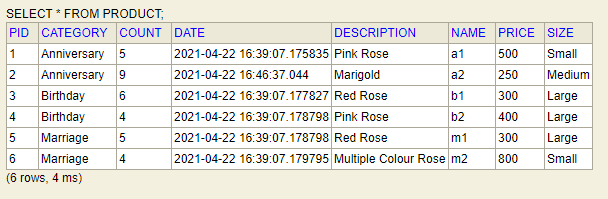 SELECT * FROM PRODUCT;
PID CATEGORY COUNT DATE DESCRIPTION NAME PRICE SIZE
1 Anniversary 5 2021-04-22 16:39:07.175835 Pink Rose a1 500 Small
2 Anniversary 9 2021-04-22 16:46:37.044 Marigold a2 250 Medium
3 Birthday 6 2021-04-22 16:39:07.177827 Red Rose b1 300 Large
4 Birthday 4 2021-04-22 16:39:07.178798 Pink Rose b2 400 Large
5 Marriage 5 2021-04-22 16:39:07.178798 Red Rose m1 300 Large
6 Marriage 4 2021-04-22 16:39:07.179795 Multiple Colour Rose m2 800 Small
(6 rows, 4 ms)